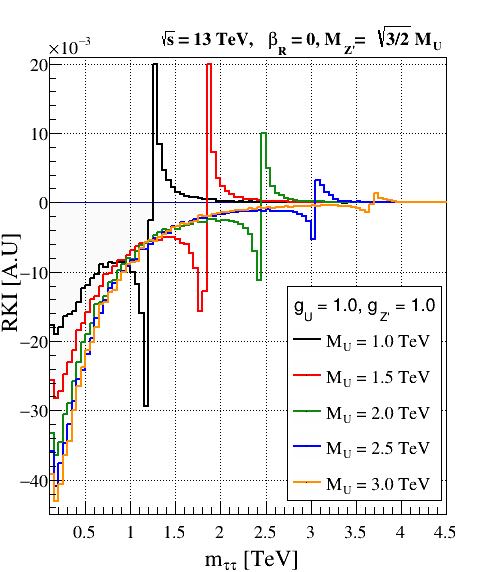 √s = 13 TeV, β_R = 0, M_Z'= √3/2 M_U
×10⁻³
20
10
0
−10
−20
−30
−40
RKI [A.U]
g_U = 1.0, g_Z' = 1.0
M_U = 1.0 TeV
M_U = 1.5 TeV
M_U = 2.0 TeV
M_U = 2.5 TeV
M_U = 3.0 TeV
0.5 1 1.5 2 2.5 3 3.5 4 4.5
m_ττ [TeV]